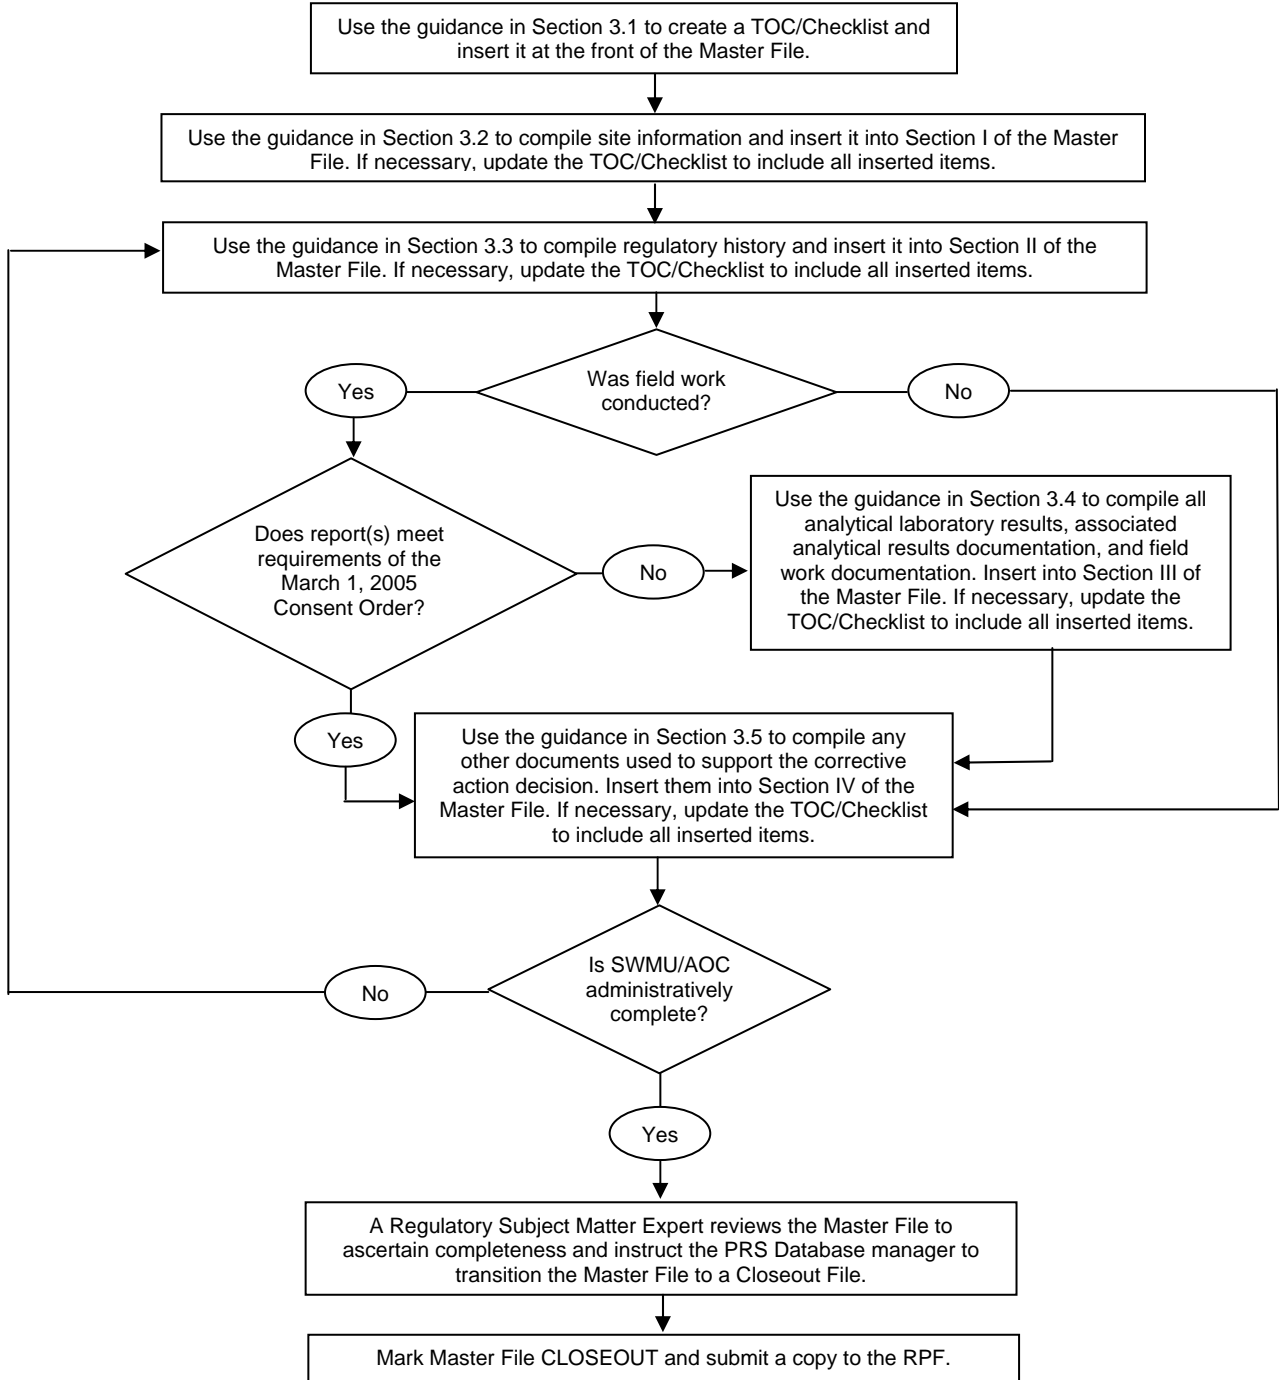 Use the guidance in Section 3.1 to create a TOC/Checklist and
insert it at the front of the Master File.
Use the guidance in Section 3.2 to compile site information and insert it into Section I of the Master
File. If necessary, update the TOC/Checklist to include all inserted items.
Use the guidance in Section 3.3 to compile regulatory history and insert it into Section II of the
Master File. If necessary, update the TOC/Checklist to include all inserted items.
Was field work
conducted?
Yes
No
Does report(s) meet
requirements of the
March 1, 2005
Consent Order?
No
Use the guidance in Section 3.4 to compile all
analytical laboratory results, associated
analytical results documentation, and field
work documentation. Insert into Section III of
the Master File. If necessary, update the
TOC/Checklist to include all inserted items.
Yes
Use the guidance in Section 3.5 to compile any
other documents used to support the corrective
action decision. Insert them into Section IV of the
Master File. If necessary, update the TOC/Checklist
to include all inserted items.
Is SWMU/AOC
administratively
complete?
No
Yes
A Regulatory Subject Matter Expert reviews the Master File to
ascertain completeness and instruct the PRS Database manager to
transition the Master File to a Closeout File.
Mark Master File CLOSEOUT and submit a copy to the RPF.